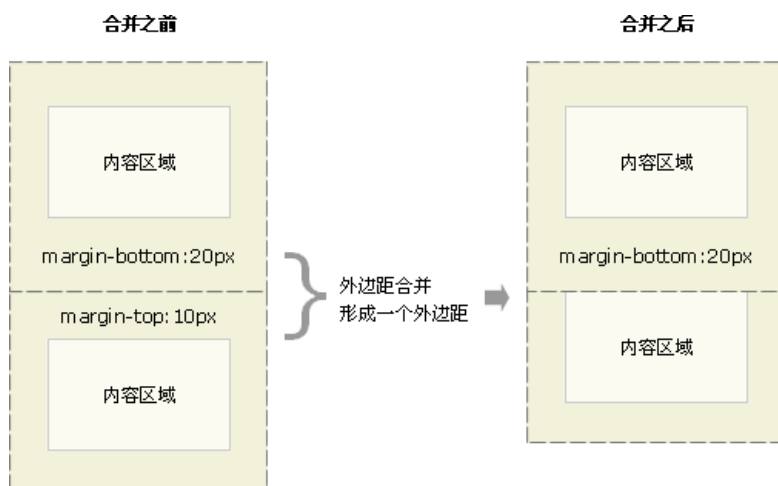 合并之前
合并之后
内容区域
margin-bottom:20px
margin-top:10px
内容区域
外边距合并
形成一个外边距
内容区域
margin-bottom:20px
内容区域